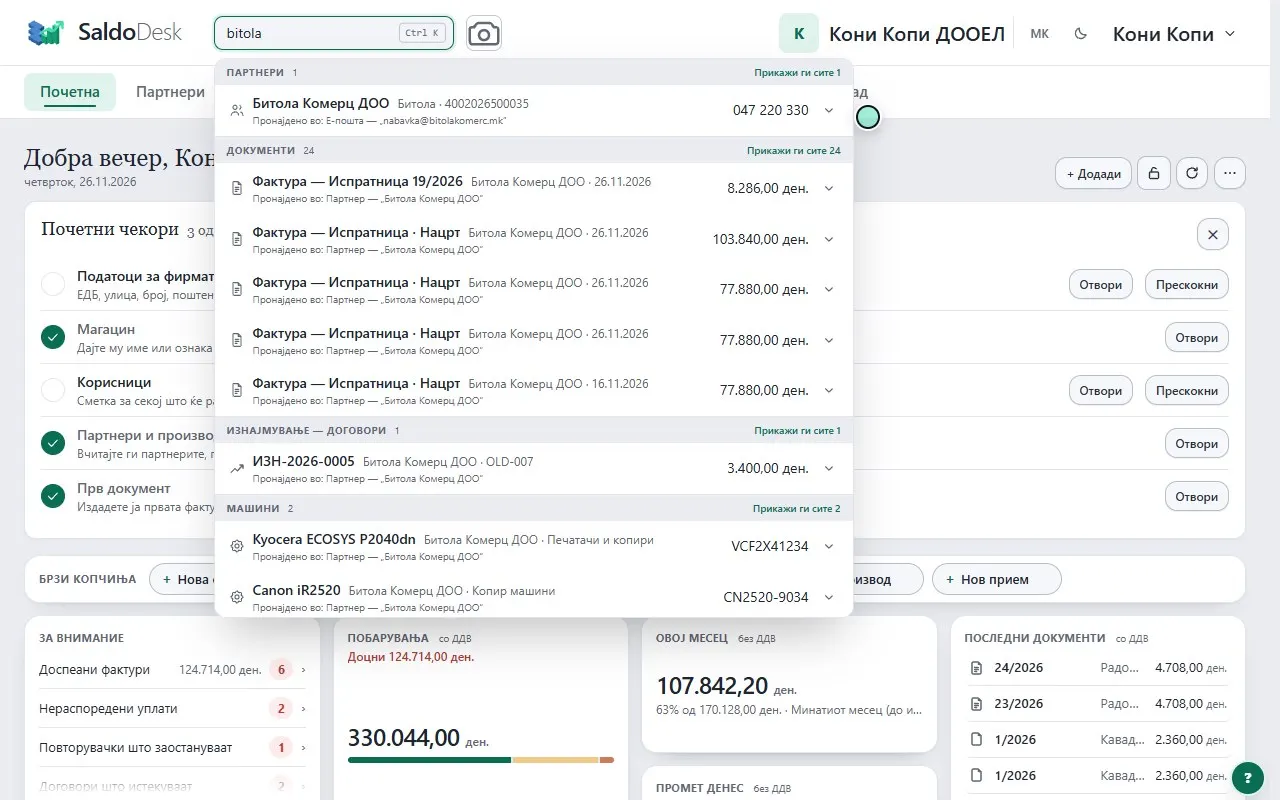 SaldoDesk
bitola
Ctrl K
К
Кони Копи ДООЕЛ
МК
Кони Копи
Почетна
Партнери
ПАРТНЕРИ 1
Прикажи ги сите 1
Битола Комерц ДОО Битола · 4002026500035
047 220 330
Пронајдено во: Е-пошта — „nabavka@bitolakomerc.mk“
ДОКУМЕНТИ 24
Прикажи ги сите 24
Фактура — Испратница 19/2026 Битола Комерц ДОО · 26.11.2026
8.286,00 ден.
Пронајдено во: Партнер — „Битола Комерц ДОО“
Фактура — Испратница · Нацрт Битола Комерц ДОО · 26.11.2026
103.840,00 ден.
Пронајдено во: Партнер — „Битола Комерц ДОО“
Фактура — Испратница · Нацрт Битола Комерц ДОО · 26.11.2026
77.880,00 ден.
Пронајдено во: Партнер — „Битола Комерц ДОО“
Фактура — Испратница · Нацрт Битола Комерц ДОО · 26.11.2026
77.880,00 ден.
Пронајдено во: Партнер — „Битола Комерц ДОО“
Фактура — Испратница · Нацрт Битола Комерц ДОО · 16.11.2026
77.880,00 ден.
Пронајдено во: Партнер — „Битола Комерц ДОО“
ИЗНАЈМУВАЊЕ — ДОГОВОРИ 1
Прикажи ги сите 1
ИЗН-2026-0005 Битола Комерц ДОО · OLD-007
3.400,00 ден.
Пронајдено во: Партнер — „Битола Комерц ДОО“
МАШИНИ 2
Прикажи ги сите 2
Kyocera ECOSYS P2040dn Битола Комерц ДОО · Печатачи и копири
VCF2X41234
Пронајдено во: Партнер — „Битола Комерц ДОО“
Canon iR2520 Битола Комерц ДОО · Копир машини
CN2520-9034
Пронајдено во: Партнер — „Битола Комерц ДОО“
Добра вечер,
четврток, 26.11.2026
+ Додади
Почетни чекори 3
Податоци за
ЕДБ, улица, број,
Отвори
Прескокни
Магацин
Дајте му име или ознака
Отвори
Корисници
Сметка за секој што ќе
Отвори
Прескокни
Партнери и
Вчитајте ги партнерите,
Отвори
Прв документ
Издадете ја првата
Отвори
БРЗИ КОПЧИЊА
+ Нова
+ Нов прием
ЗА ВНИМАНИЕ
Доспеани фактури 124.714,00 ден. 6
Нераспоредени уплати 2
Повторувачки што заостануваат 1
Договори што истекуваат 2
ПОБАРУВАЊА со ДДВ
Доцни 124.714,00 ден.
330.044,00 ден.
ОВОЈ МЕСЕЦ без ДДВ
107.842,20 ден.
63% од 170.128,00 ден. · Минатиот месец (до и...
ПРОМЕТ ДЕНЕС без ДДВ
ПОСЛЕДНИ ДОКУМЕНТИ со ДДВ
24/2026 Радо... 4.708,00 ден.
23/2026 Радо... 4.708,00 ден.
1/2026 Кавад... 2.360,00 ден.
1/2026 Кавад... 2.360,00 ден.
?